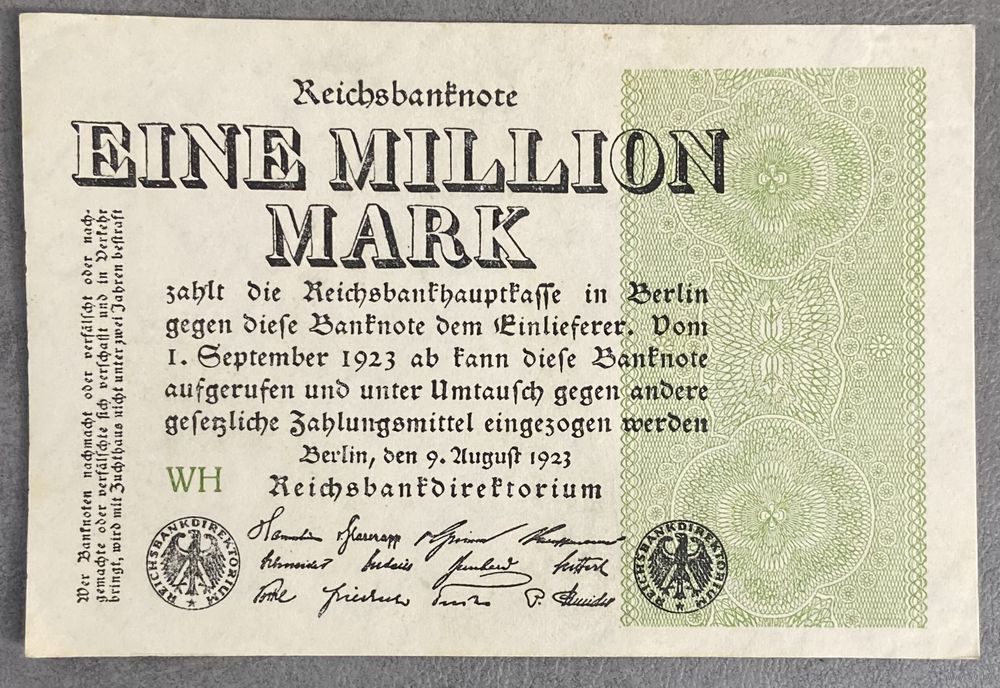 Reichsbanknote
EINE MILLION
MARK
zahlt die Reichsbankhauptkasse in Berlin
gegen diese Banknote dem Einlieferer. Vom
1. September 1923 ab kann diese Banknote
aufgerufen und unter Umtausch gegen andere
gesetzliche Zahlungsmittel eingezogen werden
Berlin, den 9. August 1923
Reichsbankdirektorium
WH
Wer Banknoten nachmacht oder verfälscht oder nach-
gemachte oder verfälschte sich verschafft und in Verkehr
bringt, wird mit Zuchthaus nicht unter zwei Jahren bestraft
REICHSBANKDIREKTORIUM
REICHSBANKDIREKTORIUM